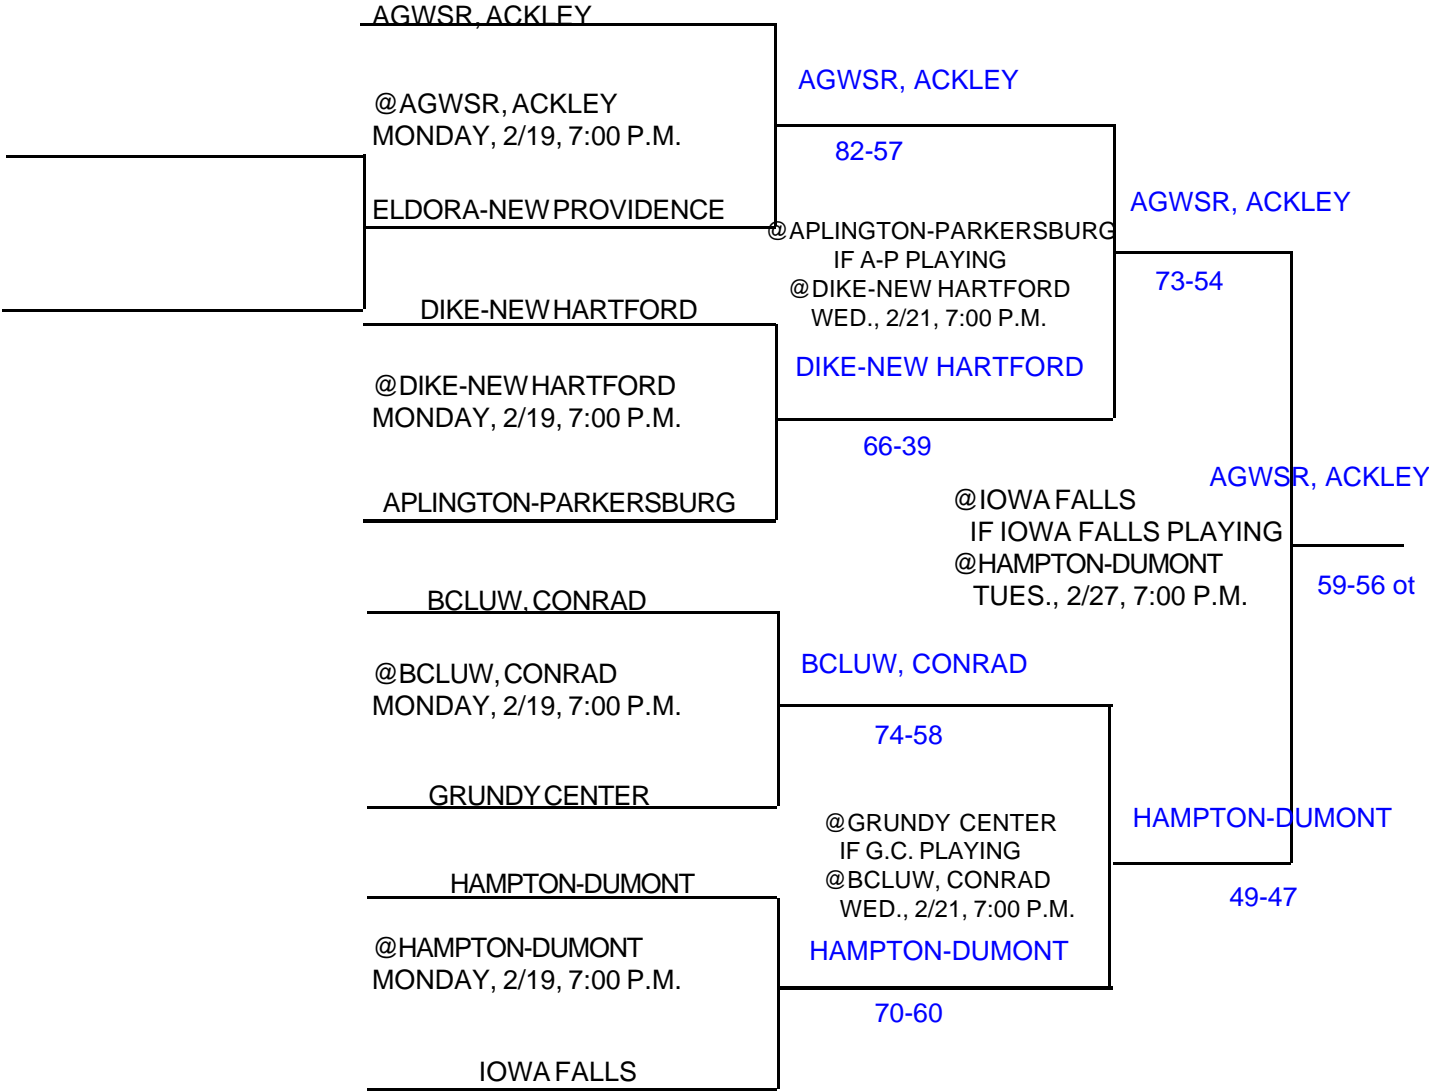 AGWSR, ACKLEY
@AGWSR, ACKLEY
MONDAY, 2/19, 7:00 P.M.
ELDORA-NEW PROVIDENCE
DIKE-NEW HARTFORD
@DIKE-NEW HARTFORD
MONDAY, 2/19, 7:00 P.M.
APLINGTON-PARKERSBURG
BCLUW, CONRAD
@BCLUW, CONRAD
MONDAY, 2/19, 7:00 P.M.
GRUNDY CENTER
HAMPTON-DUMONT
@HAMPTON-DUMONT
MONDAY, 2/19, 7:00 P.M.
IOWA FALLS
AGWSR, ACKLEY
82-57
@APLINGTON-PARKERSBURG
IF A-P PLAYING
@DIKE-NEW HARTFORD
WED., 2/21, 7:00 P.M.
DIKE-NEW HARTFORD
66-39
BCLUW, CONRAD
74-58
@GRUNDY CENTER
IF G.C. PLAYING
@BCLUW, CONRAD
WED., 2/21, 7:00 P.M.
HAMPTON-DUMONT
70-60
AGWSR, ACKLEY
73-54
@IOWA FALLS
IF IOWA FALLS PLAYING
@HAMPTON-DUMONT
TUES., 2/27, 7:00 P.M.
HAMPTON-DUMONT
49-47
AGWSR, ACKLEY
59-56 ot